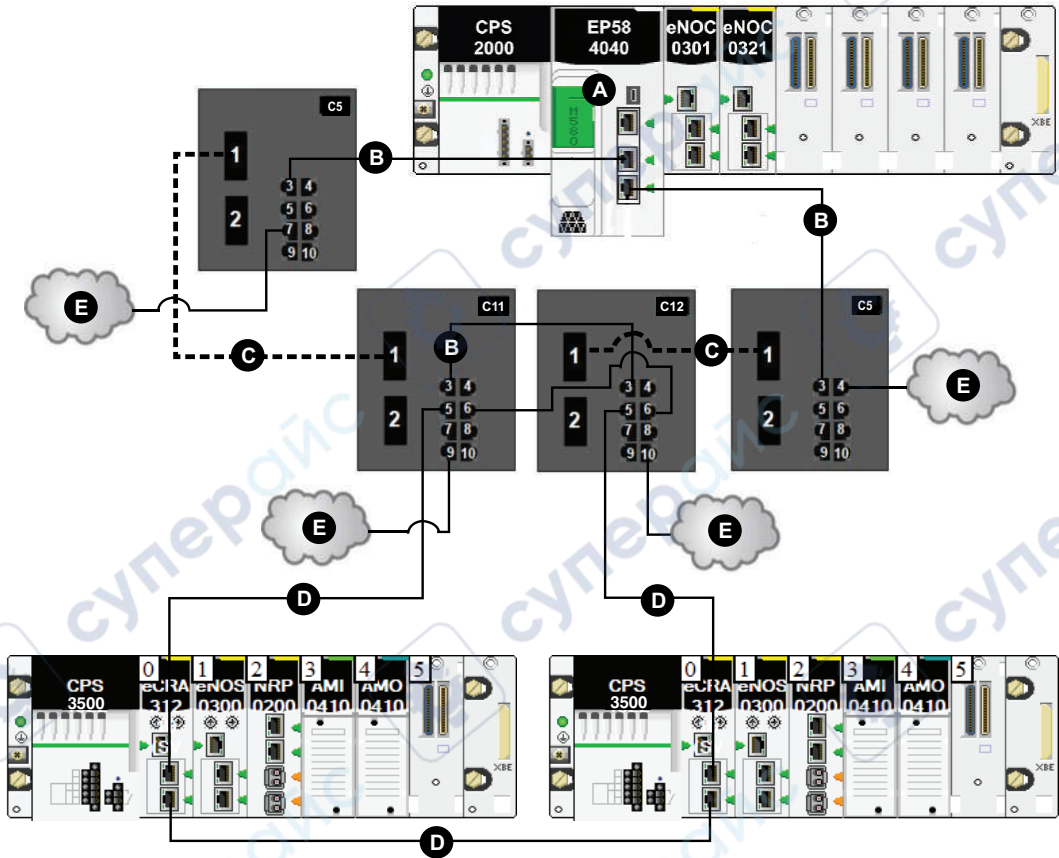 CPS 2000
EP58 4040
eNOC 0301
eNOC 0321
A
M580
XBE
C5
1
2
3 4
5 6
7 8
9 10
B
B
C
E
C11
1
2
B
3 4
5 6
7 8
9 10
C12
1
2
3 4
5 6
7 8
9 10
C
C5
1
2
3 4
5 6
7 8
9 10
E
E
E
D
D
0 1 2 3 4 5
CPS 3500
eCRA 312
eNOS 0300
NRP 0200
AMI 0410
AMO 0410
S
XBE
0 1 2 3 4 5
CPS 3500
eCRA 312
eNOS 0300
NRP 0200
AMI 0410
AMO 0410
S
XBE
D
суперайс
суперайс
суперайс